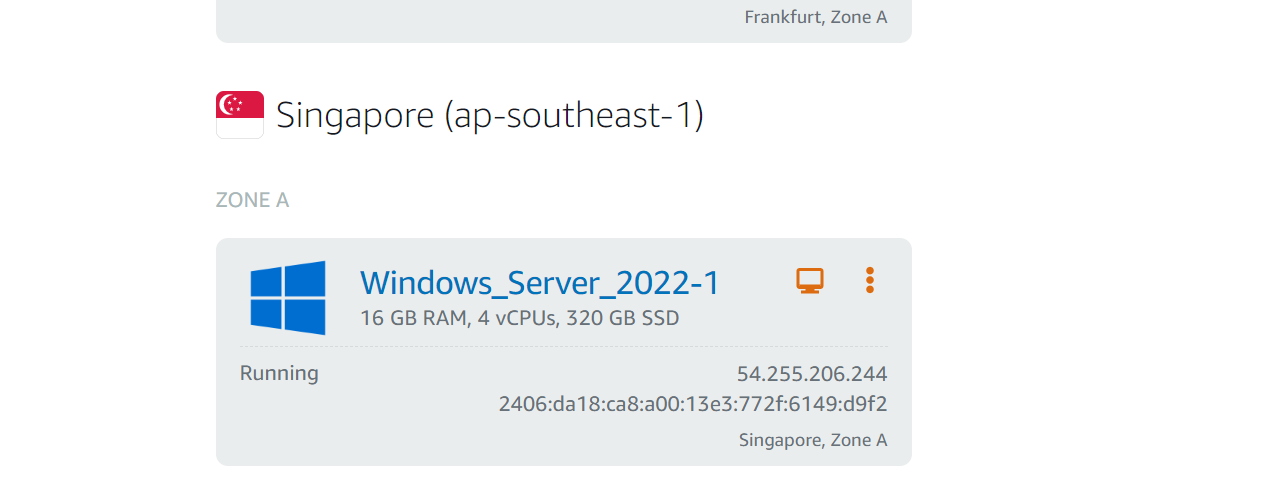 Frankfurt, Zone A
Singapore (ap-southeast-1)
ZONE A
Windows_Server_2022-1
16 GB RAM, 4 vCPUs, 320 GB SSD
Running
54.255.206.244
2406:da18:ca8:a00:13e3:772f:6149:d9f2
Singapore, Zone A